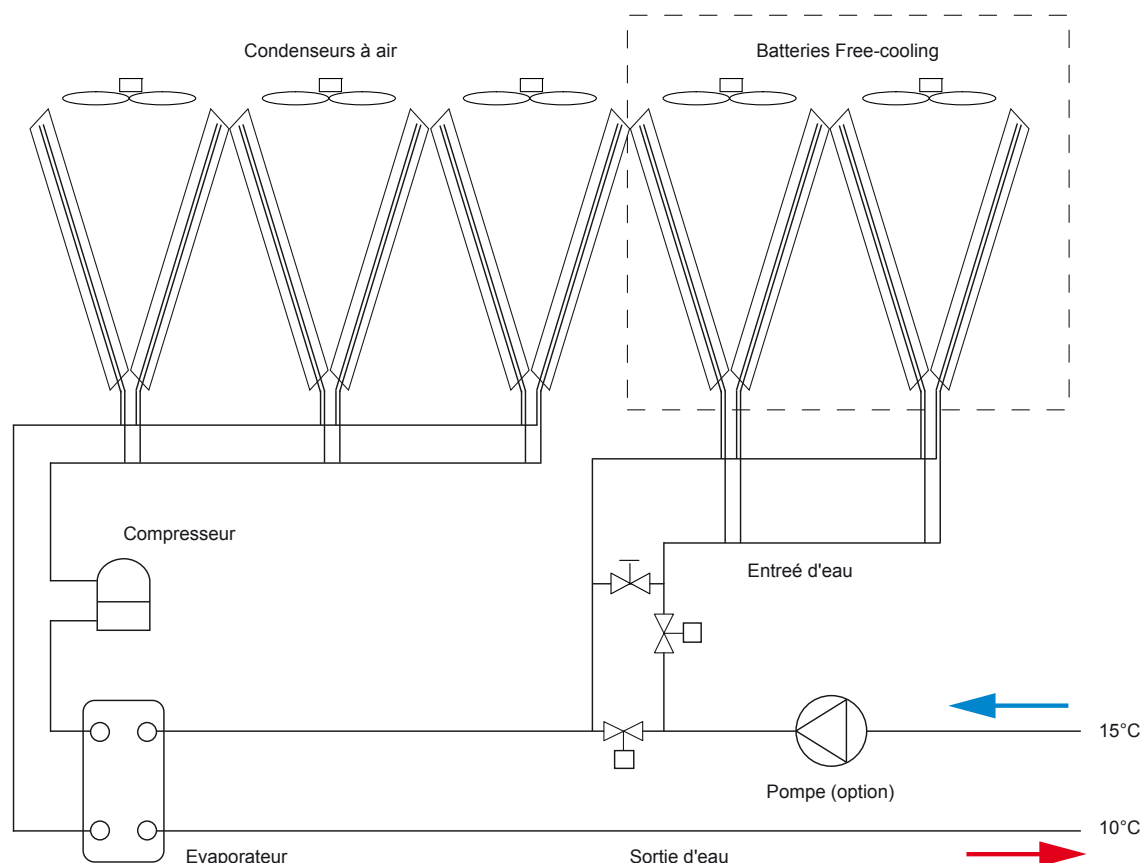 Condenseurs à air
Batteries Free-cooling
Compresseur
Entreé d'eau
15°C
Pompe (option)
10°C
Evaporateur
Sortie d'eau